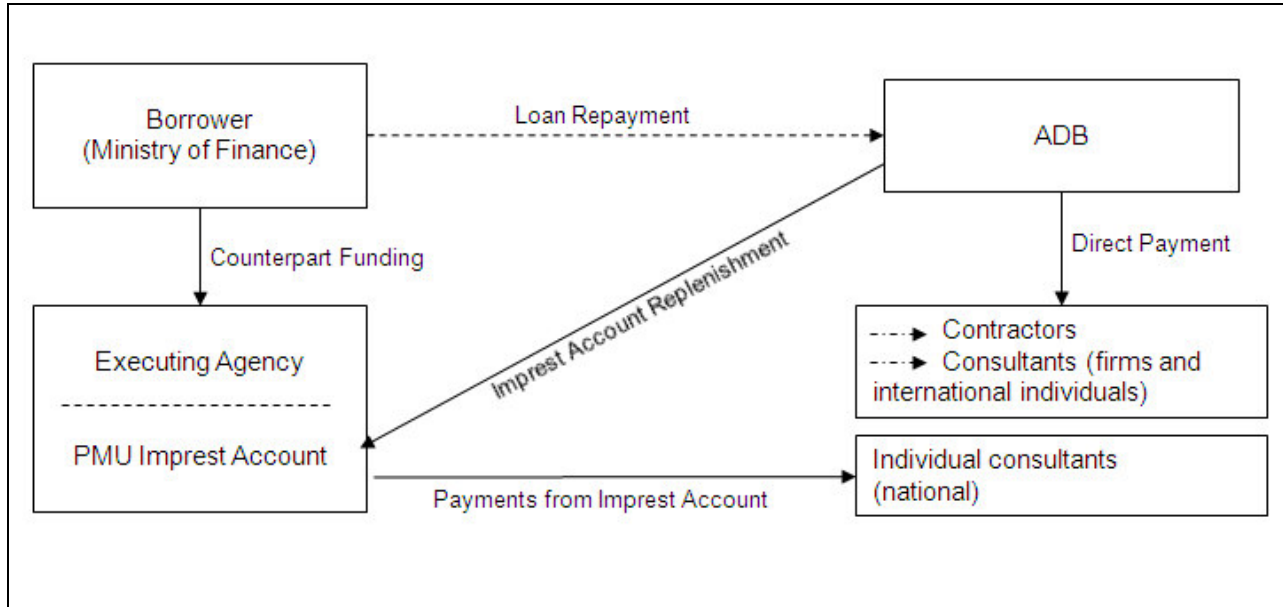 Borrower
(Ministry of Finance)
Loan Repayment
ADB
Counterpart Funding
Imprest Account Replenishment
Direct Payment
Executing Agency
PMU Imprest Account
Contractors
Consultants (firms and
international individuals)
Payments from Imprest Account
Individual consultants
(national)